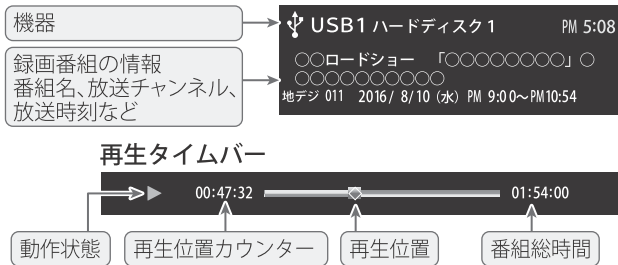 機器
USB1 ハードディスク1 PM 5:08
録画番組の情報
番組名、放送チャンネル、
放送時刻など
○○ロードショー 「○○○○○○○○」○
○○○○○○○○○○
地デジ 011 2016/ 8/10 (水) PM 9:00～PM10:54
再生タイムバー
00:47:32 01:54:00
動作状態 再生位置カウンター 再生位置 番組総時間